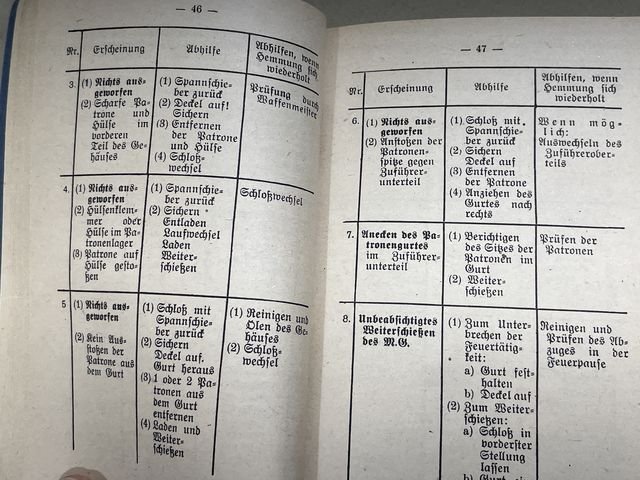 — 46 —
Nr.
Erscheinung
Abhilfe
Abhilfen, wenn
Hemmung sich
wiederholt
3.
(1) Nichts aus-
geworfen
(2) Scharfe Pa-
trone und
Hülse im
vorderen
Teil des Ge-
häuses
(1) Spannschie-
ber zurück
(2) Deckel auf!
Sichern
(3) Entfernen
der Patrone
und Hülse
(4) Schloß-
wechsel
Prüfung durch
Waffenmeister
4.
(1) Nichts aus-
geworfen
(2) Hülsenklem-
mer oder
Hülse im Pa-
tronenlager
(3) Patrone auf
Hülse gesto-
ßen
(1) Spannschie-
ber zurück
(2) Sichern
Entladen
Laufwechsel
Laden
Weiter-
schießen
Schloßwechsel
5
(1) Nichts aus-
geworfen
(2) Kein Aus-
stoßen der
Patrone aus
dem Gurt
(1) Schloß mit
Spannschie-
ber zurück
(2) Sichern
Deckel auf.
Gurt heraus
(3) 1 oder 2 Pa-
tronen aus
dem Gurt
entfernen
(4) Laden und
Weiter-
schießen
(1) Reinigen und
Ölen des Ge-
häuses
(2) Schloß-
wechsel
— 47 —
Nr.
Erscheinung
Abhilfe
Abhilfen, wenn
Hemmung sich
wiederholt
6.
(1) Nichts aus-
geworfen
(2) Anstoßen der
Patronen-
spitze gegen
Zuführer-
unterteil
(1) Schloß mit
Spannschie-
ber zurück
(2) Sichern
Deckel auf
(3) Entfernen
der Patrone
(4) Anziehen des
Gurtes nach
rechts
Wenn mög-
lich:
Auswechseln des
Zuführerober-
teils
7.
Anecken des Pa-
tronengurtes
im Zuführer-
unterteil
(1) Berichtigen
des Sitzes der
Patronen im
Gurt
(2) Weiter-
schießen
Prüfen der
Patronen
8.
Unbeabsichtigtes
Weiterschießen
des M.G.
(1) Zum Unter-
brechen der
Feuertätig-
keit:
a) Gurt fest-
halten
b) Deckel auf
(2) Zum Weiter-
schießen:
a) Schloß in
vorderster
Stellung
lassen
Reinigen und
Prüfen des Ab-
zuges in der
Feuerpause